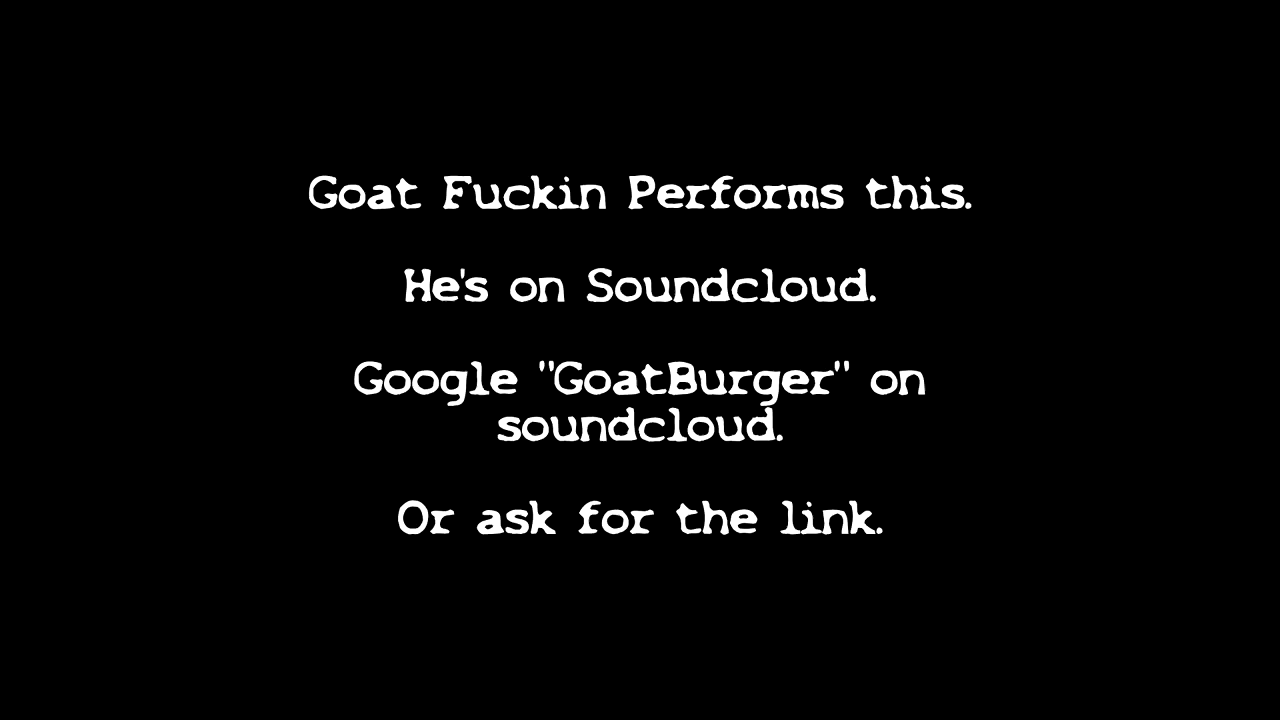 Goat Fuckin Performs this.
He's on Soundcloud.
Google "GoatBurger" on
soundcloud.
Or ask for the link.